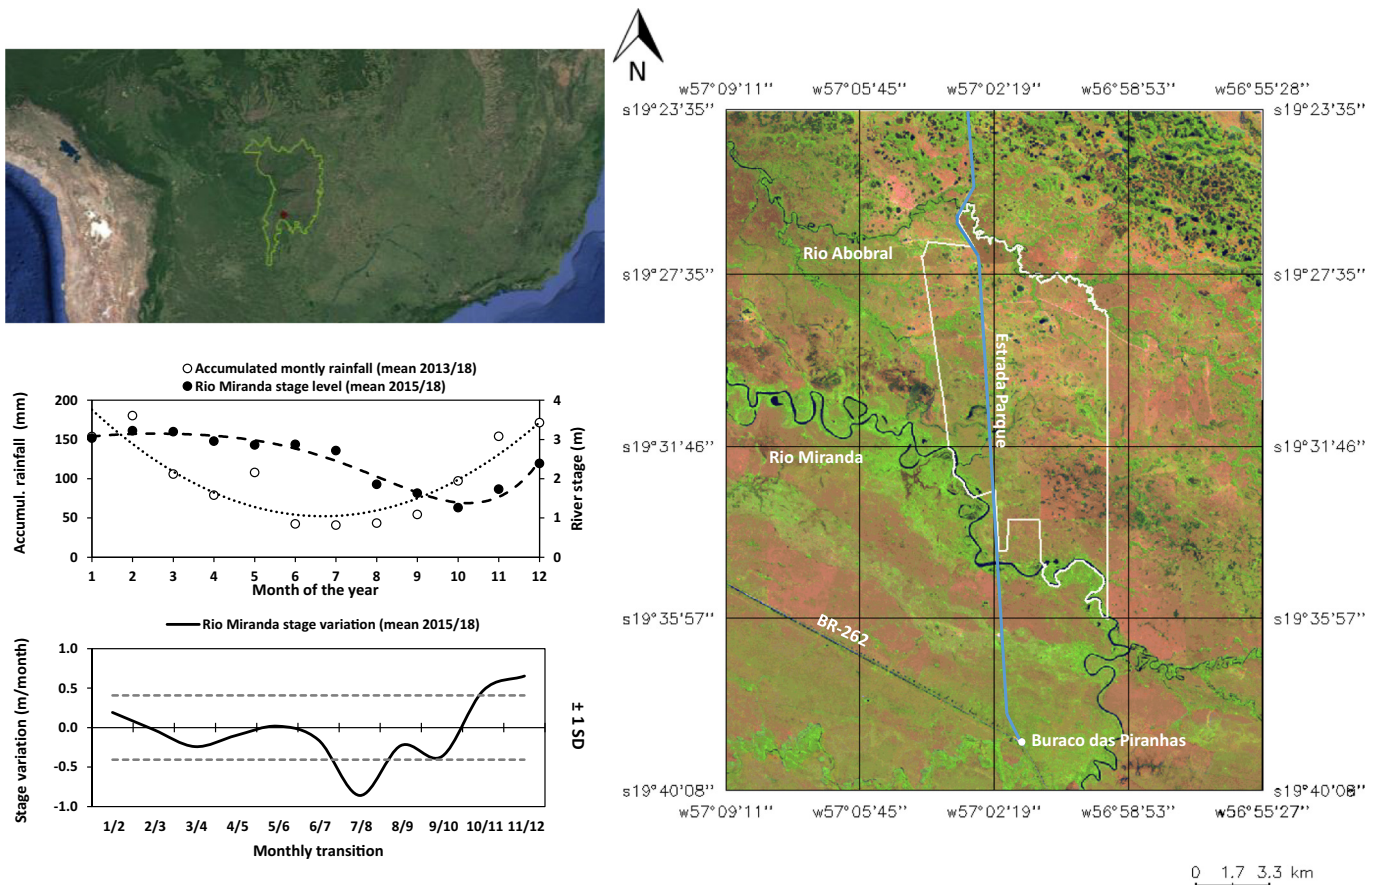 Accumulated montly rainfall (mean 2013/18)
Rio Miranda stage level (mean 2015/18)
Accumul. rainfall (mm)
200
150
100
50
0
4
3
2
1
0
River stage (m)
1 2 3 4 5 6 7 8 9 10 11 12
Month of the year
Rio Miranda stage variation (mean 2015/18)
Stage variation (m/month)
1.0
0.5
0.0
-0.5
-1.0
± 1 SD
1/2 2/3 3/4 4/5 5/6 6/7 7/8 8/9 9/10 10/11 11/12
Monthly transition
N
w57°09'11'' w57°05'45'' w57°02'19'' w56°58'53'' w56°55'28''
s19°23'35'' s19°23'35''
Rio Abobral
s19°27'35'' s19°27'35''
Estrada Parque
s19°31'46'' s19°31'46''
Rio Miranda
s19°35'57'' s19°35'57''
BR-262
Buraco das Piranhas
s19°40'08'' s19°40'08''
w57°09'11'' w57°05'45'' w57°02'19'' w56°58'53'' w56°55'27''
0 1.7 3.3 km